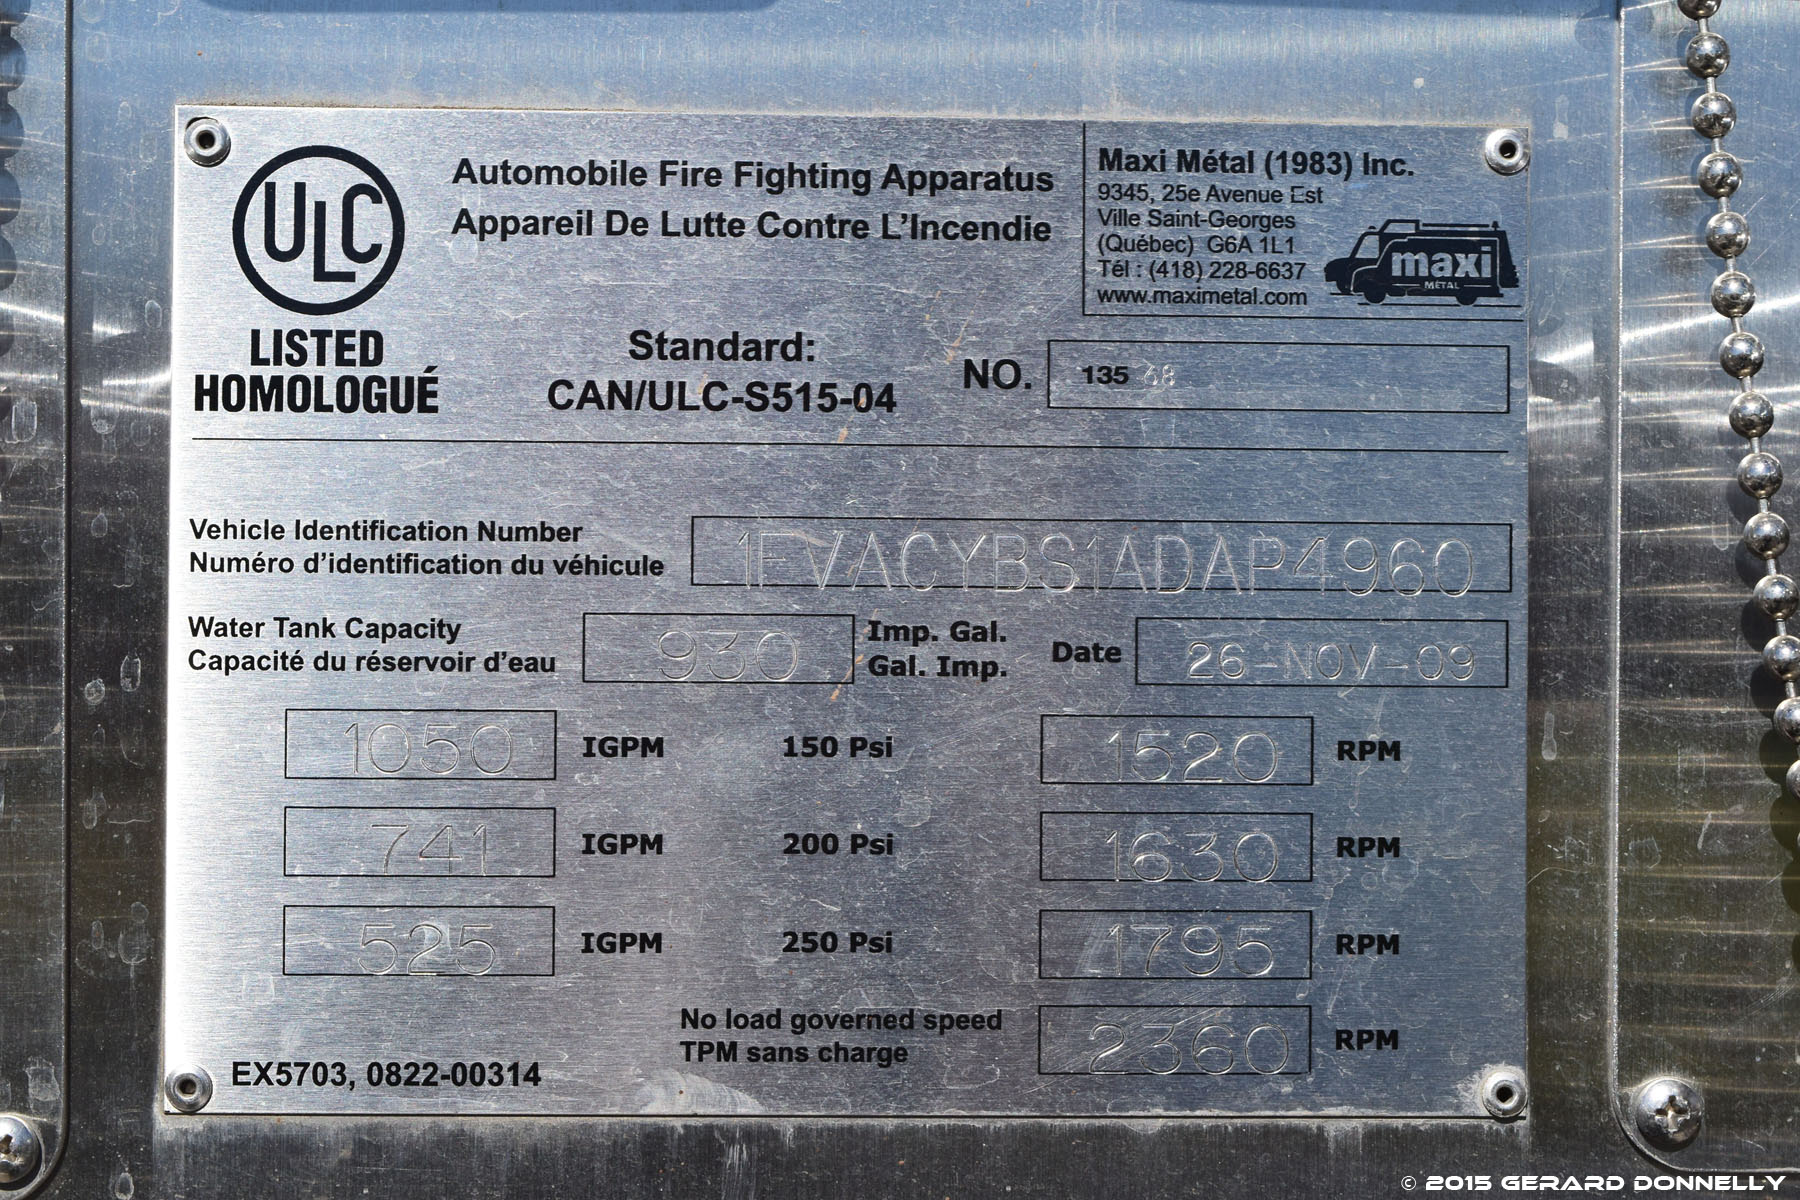 ULC
LISTED
HOMOLOGUÉ
Automobile Fire Fighting Apparatus
Appareil De Lutte Contre L'Incendie
Standard:
CAN/ULC-S515-04
Maxi Métal (1983) Inc.
9345, 25e Avenue Est
Ville Saint-Georges
(Québec) G6A 1L1
Tél : (418) 228-6637
www.maximetal.com
maxi
MÉTAL
NO. 13568
Vehicle Identification Number
Numéro d'identification du véhicule
1FVACYBS1ADAP4960
Water Tank Capacity
Capacité du réservoir d'eau
930
Imp. Gal.
Gal. Imp.
Date 26-NOV-09
1050 IGPM 150 Psi 1520 RPM
741 IGPM 200 Psi 1630 RPM
525 IGPM 250 Psi 1795 RPM
No load governed speed
TPM sans charge
2360 RPM
EX5703, 0822-00314
© 2015 GERARD DONNELLY